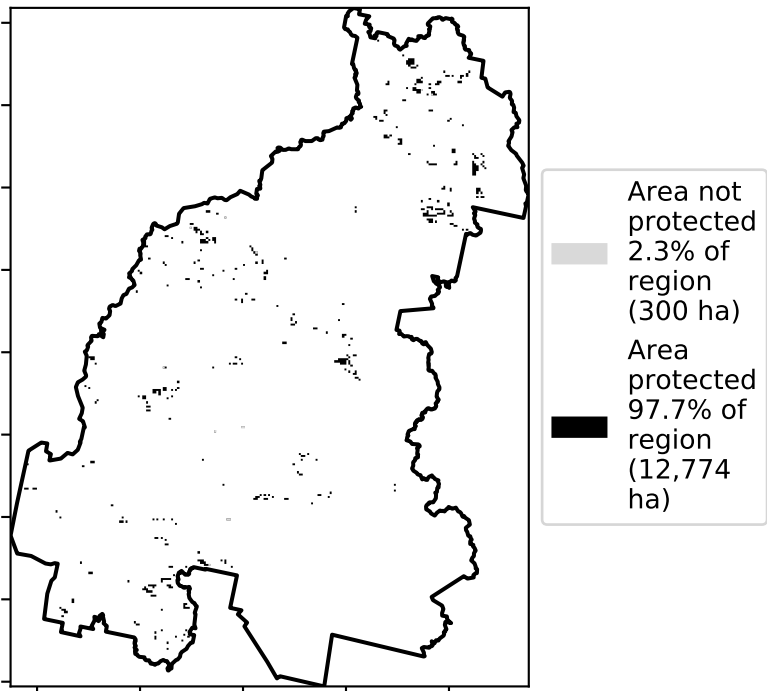 Area not
protected
2.3% of
region
(300 ha)
Area
protected
97.7% of
region
(12,774
ha)